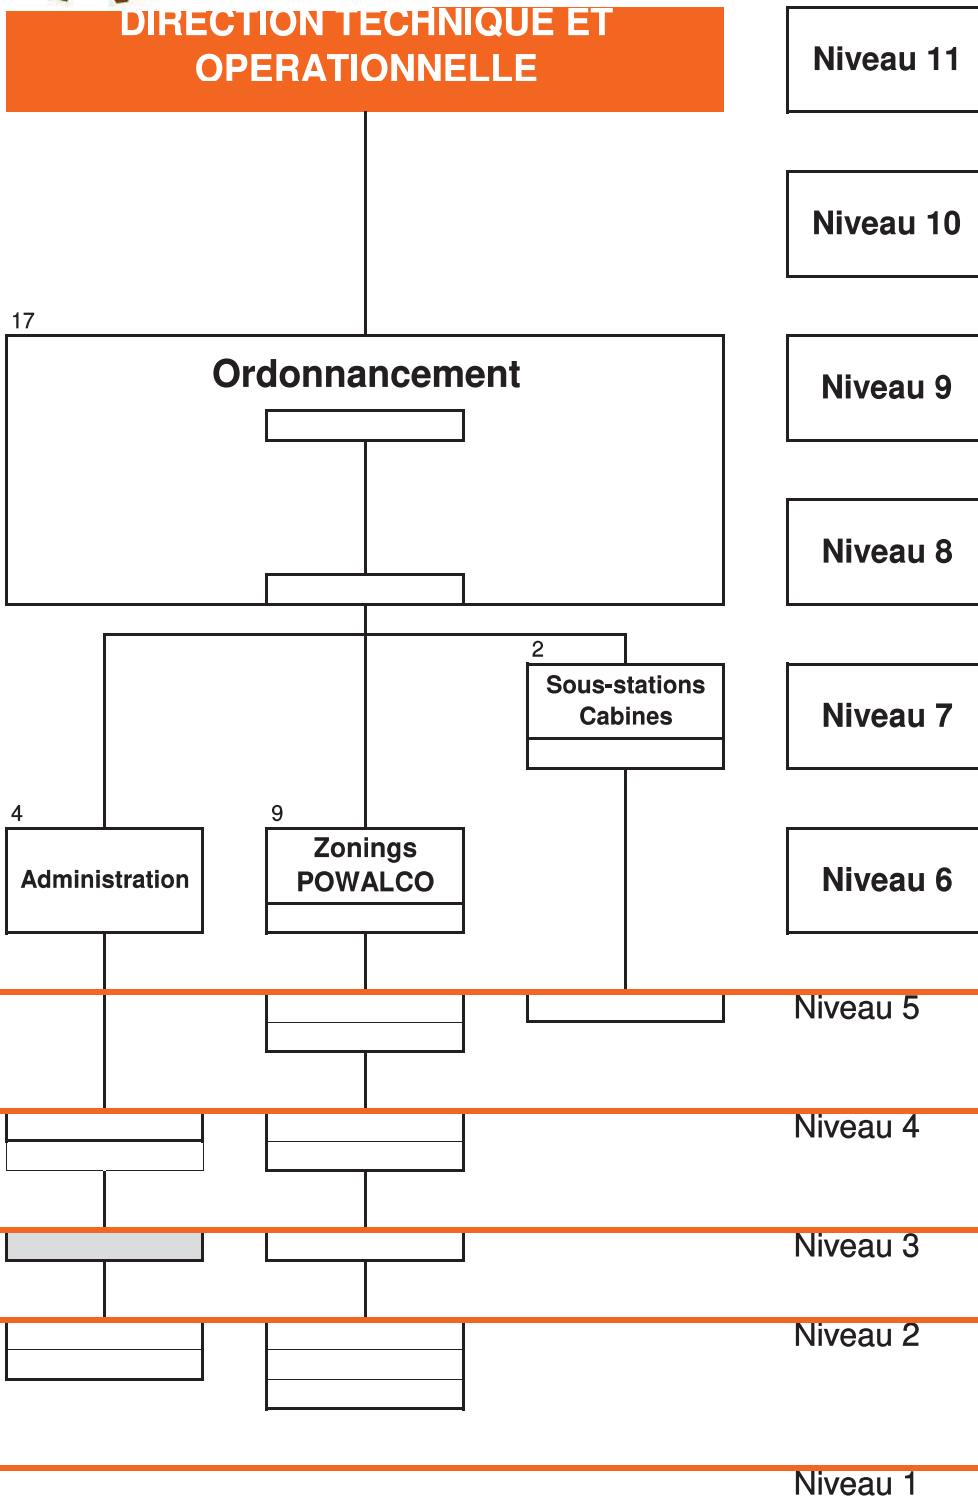 DIRECTION TECHNIQUE ET
OPERATIONNELLE
Niveau 11
Niveau 10
17
Ordonnancement
Niveau 9
Niveau 8
2
Sous-stations
Cabines
Niveau 7
4
Administration
9
Zonings
POWALCO
Niveau 6
Niveau 5
Niveau 4
Niveau 3
Niveau 2
Niveau 1